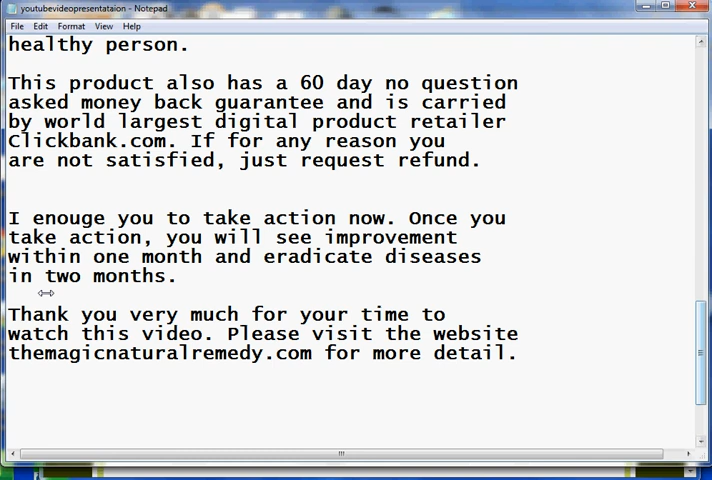 youtubevideopresentataion - Notepad
File Edit Format View Help
healthy person.
This product also has a 60 day no question
asked money back guarantee and is carried
by world largest digital product retailer
Clickbank.com. If for any reason you
are not satisfied, just request refund.
I enouge you to take action now. Once you
take action, you will see improvement
within one month and eradicate diseases
in two months.
Thank you very much for your time to
watch this video. Please visit the website
themagicnaturalremedy.com for more detail.